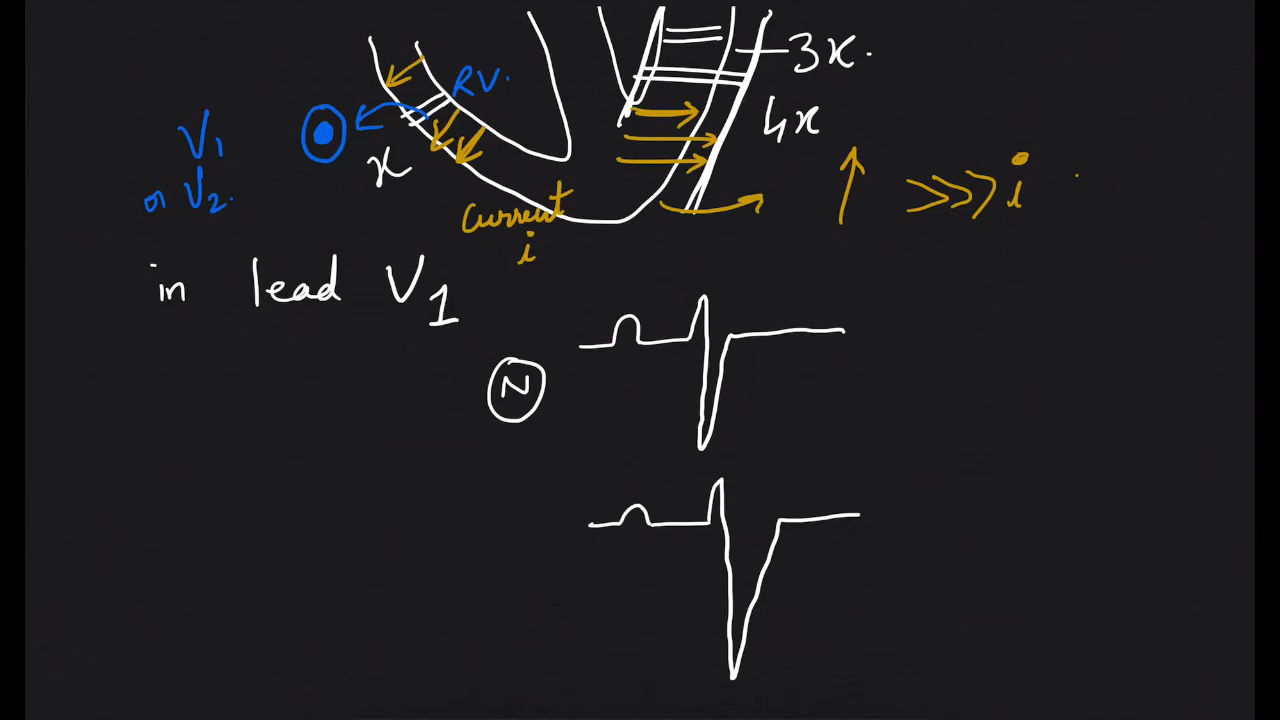 3x.
RV.
4x
V1
or V2.
x
>>> i
Current
i
in lead V1
N